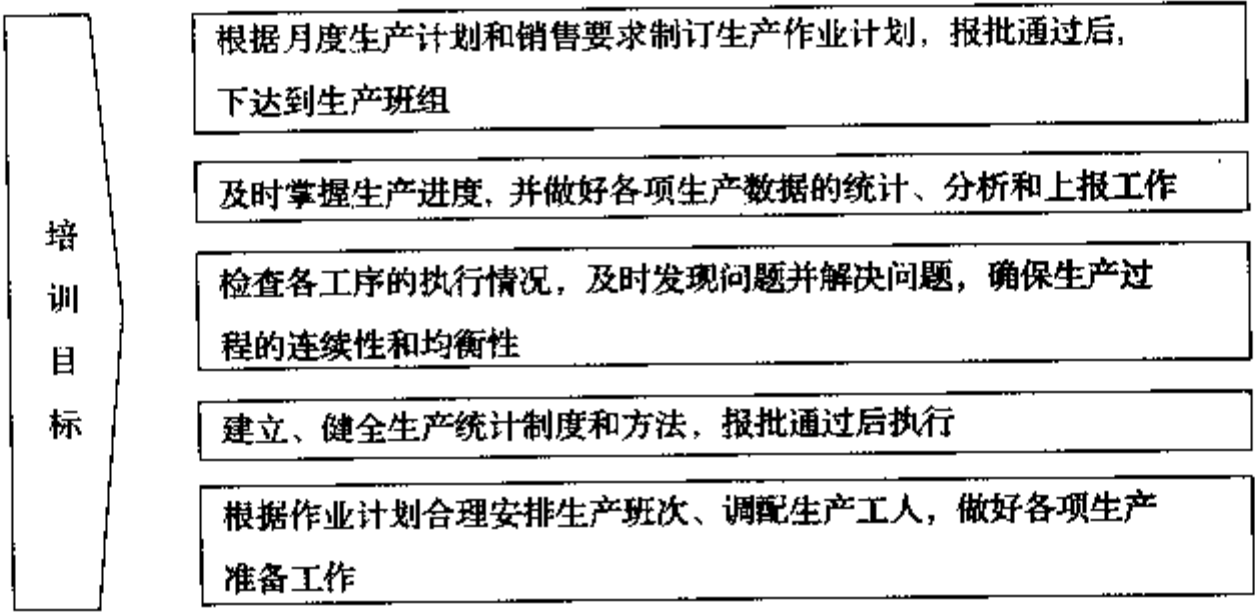 培
训
目
标
根据月度生产计划和销售要求制订生产作业计划，报批通过后，
下达到生产班组
及时掌握生产进度，并做好各项生产数据的统计、分析和上报工作
检查各工序的执行情况，及时发现问题并解决问题，确保生产过
程的连续性和均衡性
建立、健全生产统计制度和方法，报批通过后执行
根据作业计划合理安排生产班次、调配生产工人，做好各项生产
准备工作